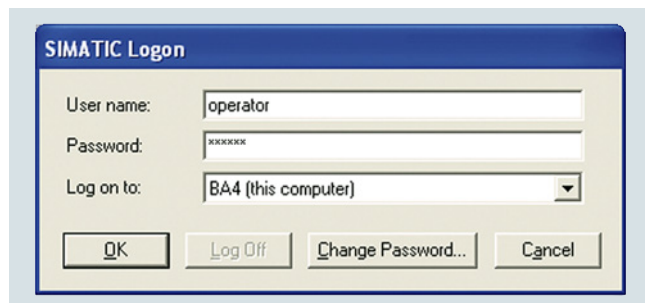 SIMATIC Logon
User name: operator
Password: ××××××
Log on to: BA4 (this computer)
OK Log Off Change Password... Cancel